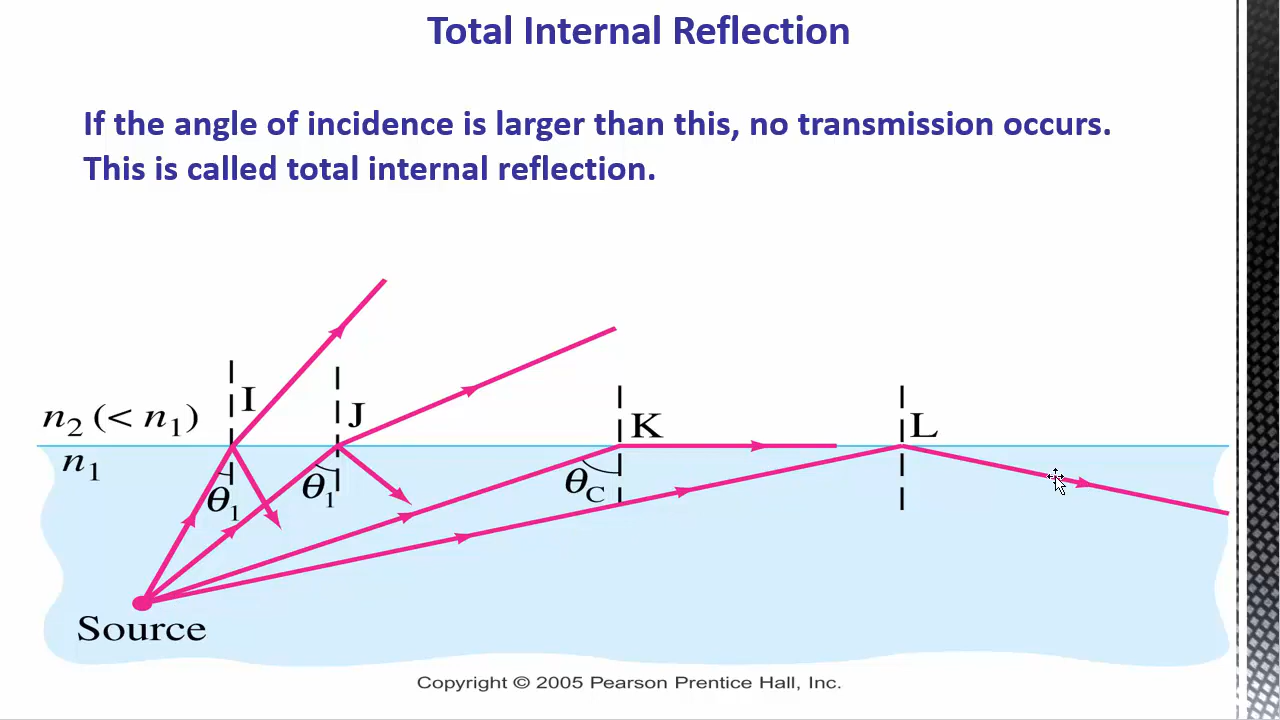 Total Internal Reflection
If the angle of incidence is larger than this, no transmission occurs.
This is called total internal reflection.
I
J
n₂ (< n₁)
K
L
n₁
θ₁
θ₁
θC
Source
Copyright © 2005 Pearson Prentice Hall, Inc.